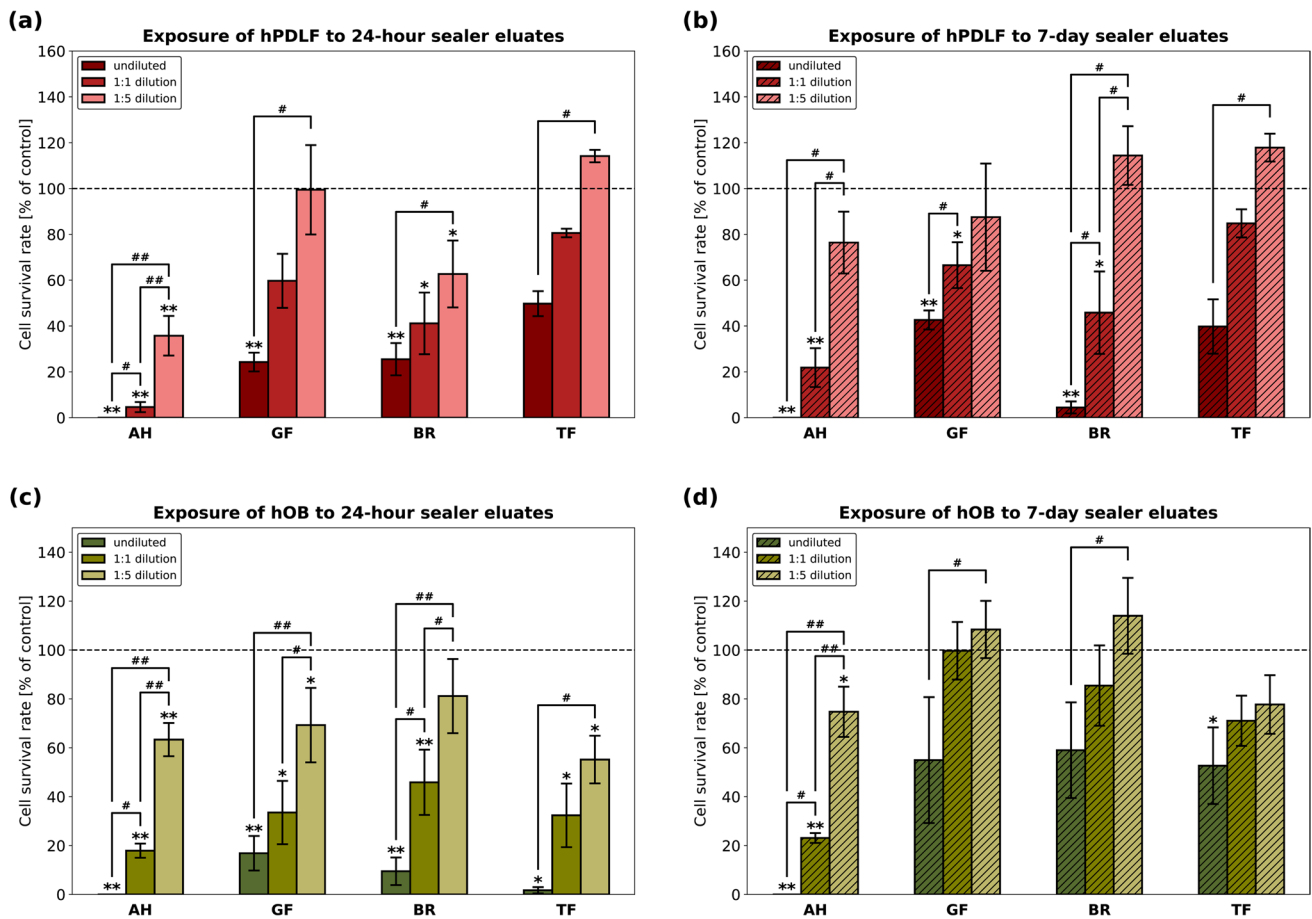 (a)
Exposure of hPDLF to 24-hour sealer eluates
Cell survival rate [% of control]
160
140
120
100
80
60
40
20
0
undiluted
1:1 dilution
1:5 dilution
##
##
#
**
**
**
#
**
#
**
*
*
#
AH
GF
BR
TF
(b)
Exposure of hPDLF to 7-day sealer eluates
Cell survival rate [% of control]
160
140
120
100
80
60
40
20
0
undiluted
1:1 dilution
1:5 dilution
#
#
**
**
#
**
*
#
#
#
**
*
#
AH
GF
BR
TF
(c)
Exposure of hOB to 24-hour sealer eluates
Cell survival rate [% of control]
140
120
100
80
60
40
20
0
undiluted
1:1 dilution
1:5 dilution
##
##
#
**
**
**
##
#
**
*
*
##
#
#
**
**
#
*
*
*
AH
GF
BR
TF
(d)
Exposure of hOB to 7-day sealer eluates
Cell survival rate [% of control]
140
120
100
80
60
40
20
0
undiluted
1:1 dilution
1:5 dilution
##
##
#
**
**
*
#
#
*
AH
GF
BR
TF